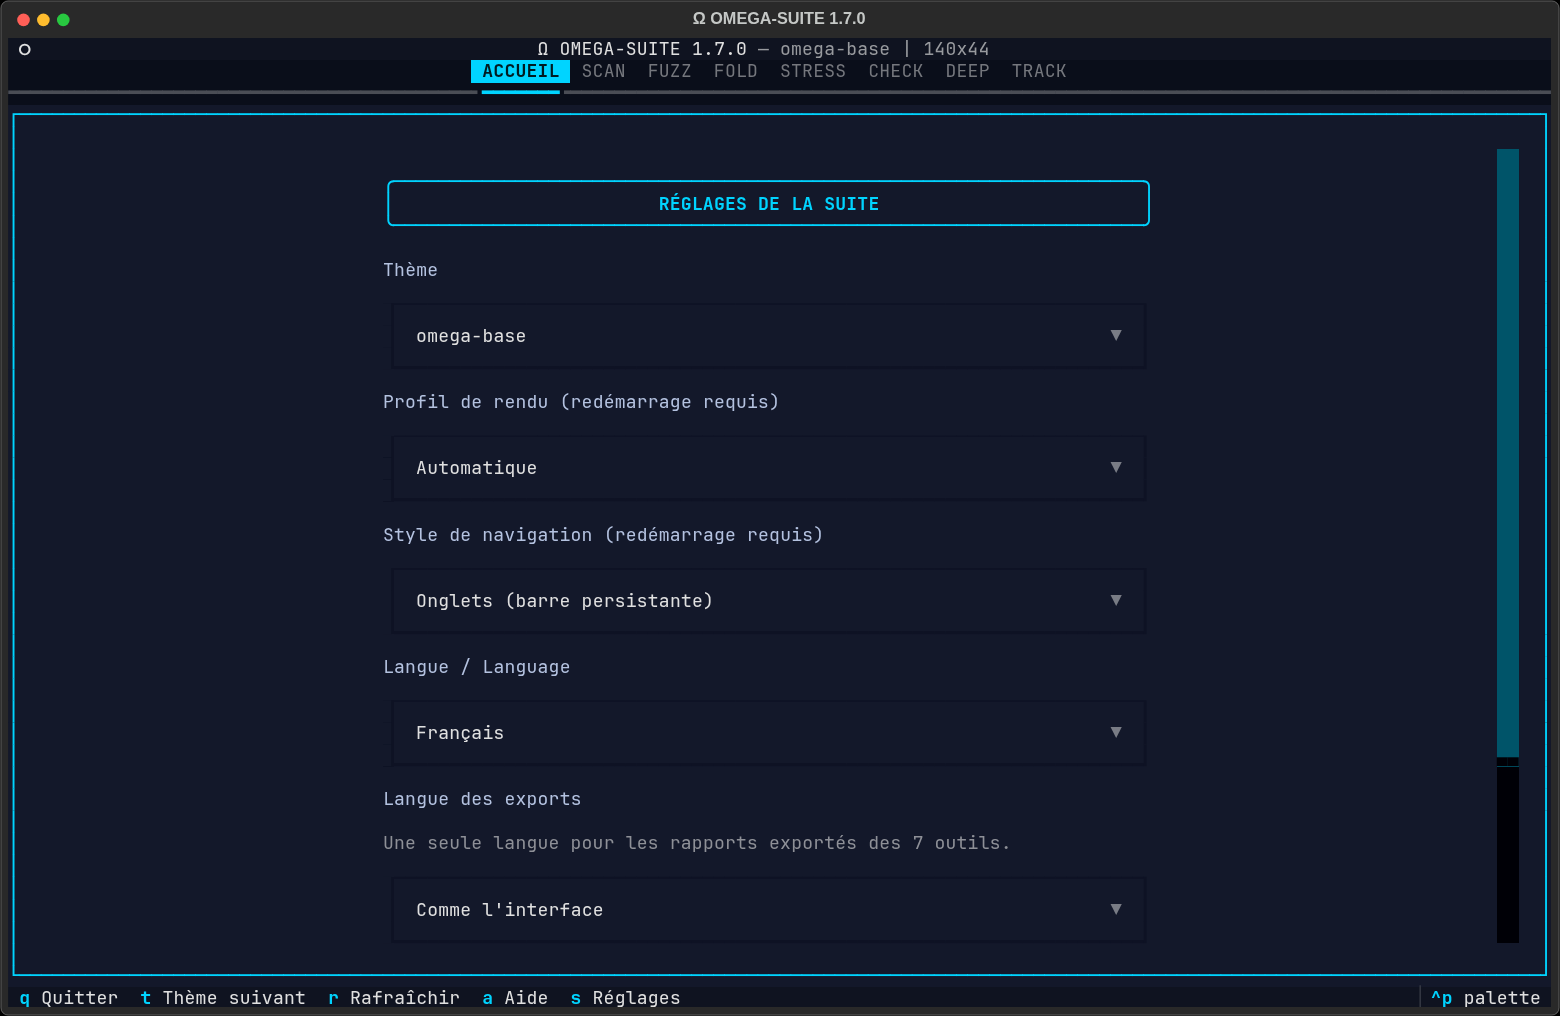 Ω OMEGA-SUITE 1.7.0
Ω OMEGA-SUITE 1.7.0 — omega-base | 140x44
ACCUEIL SCAN FUZZ FOLD STRESS CHECK DEEP TRACK
RÉGLAGES DE LA SUITE
Thème
omega-base ▼
Profil de rendu (redémarrage requis)
Automatique ▼
Style de navigation (redémarrage requis)
Onglets (barre persistante) ▼
Langue / Language
Français ▼
Langue des exports
Une seule langue pour les rapports exportés des 7 outils.
Comme l'interface ▼
q Quitter t Thème suivant r Rafraîchir a Aide s Réglages ^p palette